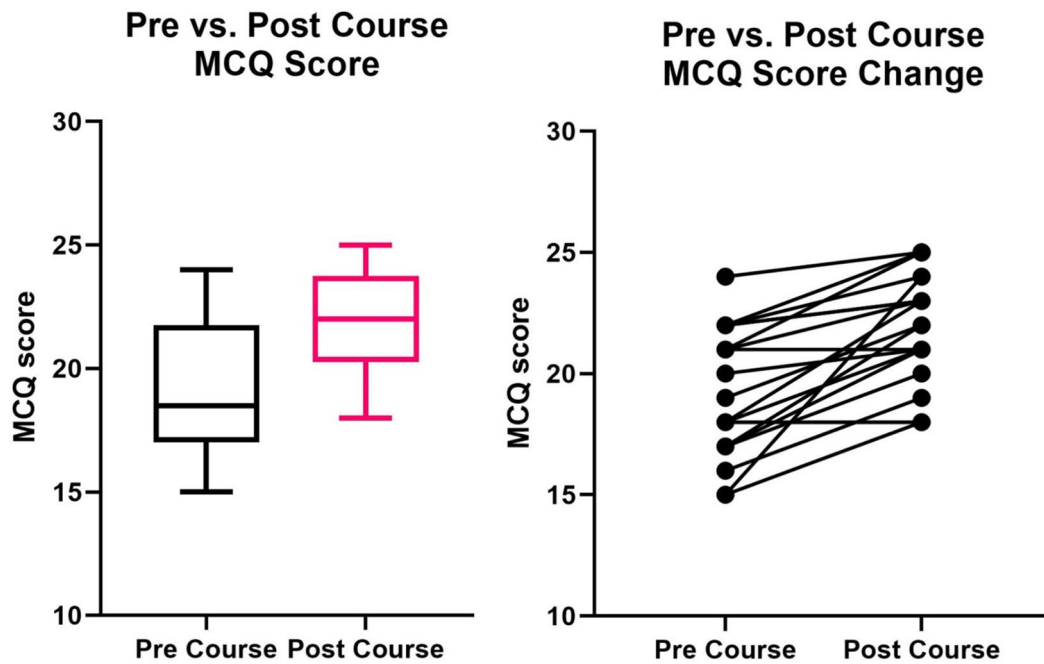 Pre vs. Post Course
MCQ Score
30
25
20
15
10
MCQ score
Pre Course Post Course
Pre vs. Post Course
MCQ Score Change
30
25
20
15
10
MCQ score
Pre Course Post Course